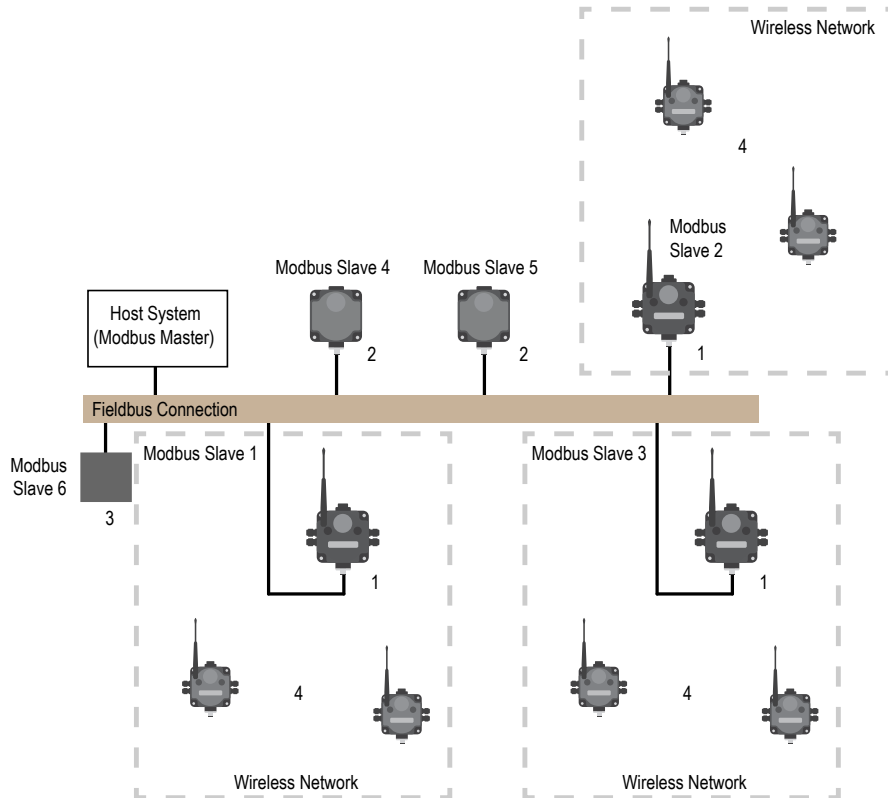 Wireless Network
4
Modbus
Slave 2
1
Modbus Slave 4
2
Modbus Slave 5
2
Host System
(Modbus Master)
Fieldbus Connection
Modbus
Slave 6
3
Modbus Slave 1
1
4
Wireless Network
Modbus Slave 3
1
4
Wireless Network